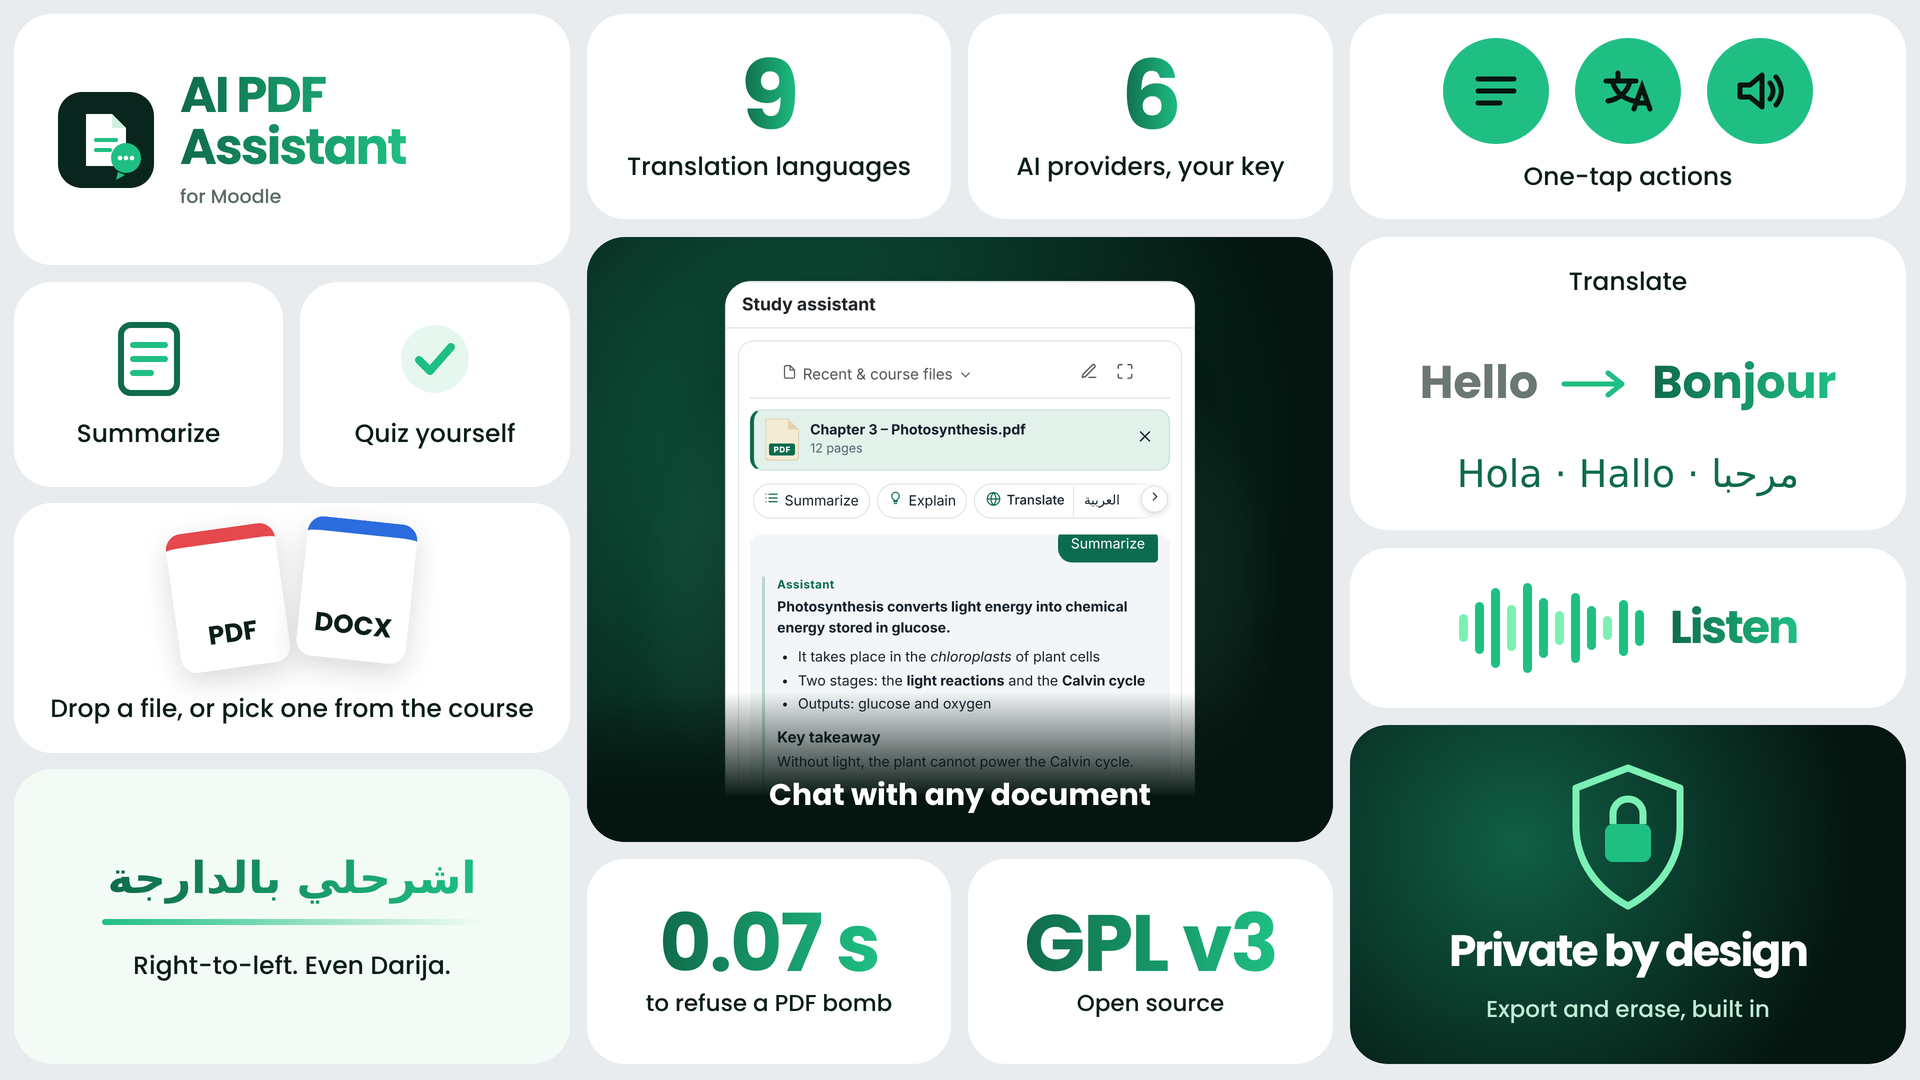 AI PDF
Assistant
for Moodle
9
Translation languages
6
AI providers, your key
One-tap actions
Summarize
Quiz yourself
PDF
DOCX
Drop a file, or pick one from the course
اشرحلي بالدارجة
Right-to-left. Even Darija.
Study assistant
Recent & course files
PDF
Chapter 3 – Photosynthesis.pdf
12 pages
Summarize
Explain
Translate
العربية
Summarize
Assistant
Photosynthesis converts light energy into chemical
energy stored in glucose.
• It takes place in the chloroplasts of plant cells
• Two stages: the light reactions and the Calvin cycle
• Outputs: glucose and oxygen
Key takeaway
Without light, the plant cannot power the Calvin cycle.
Chat with any document
0.07 s
to refuse a PDF bomb
GPL v3
Open source
Translate
Hello → Bonjour
Hola · Hallo · مرحبا
Listen
Private by design
Export and erase, built in